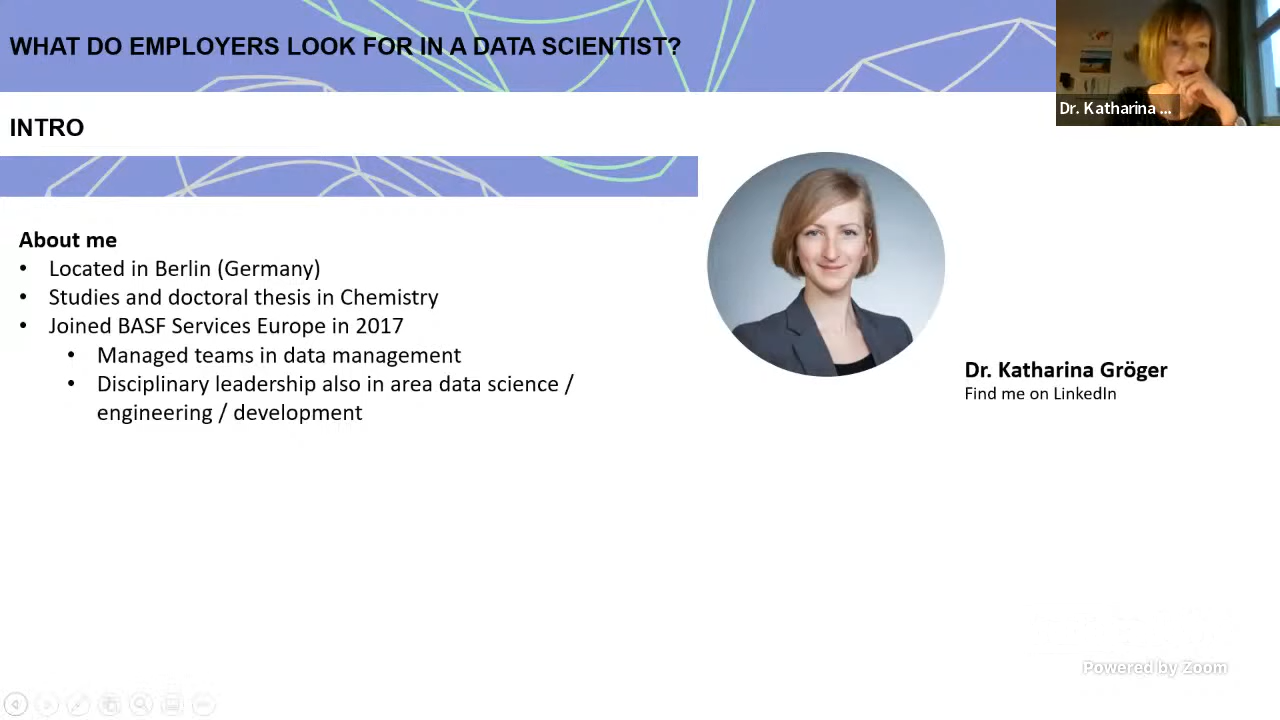 WHAT DO EMPLOYERS LOOK FOR IN A DATA SCIENTIST?
Dr. Katharina ...
INTRO
About me
• Located in Berlin (Germany)
• Studies and doctoral thesis in Chemistry
• Joined BASF Services Europe in 2017
• Managed teams in data management
• Disciplinary leadership also in area data science /
engineering / development
Dr. Katharina Gröger
Find me on LinkedIn
Powered by Zoom